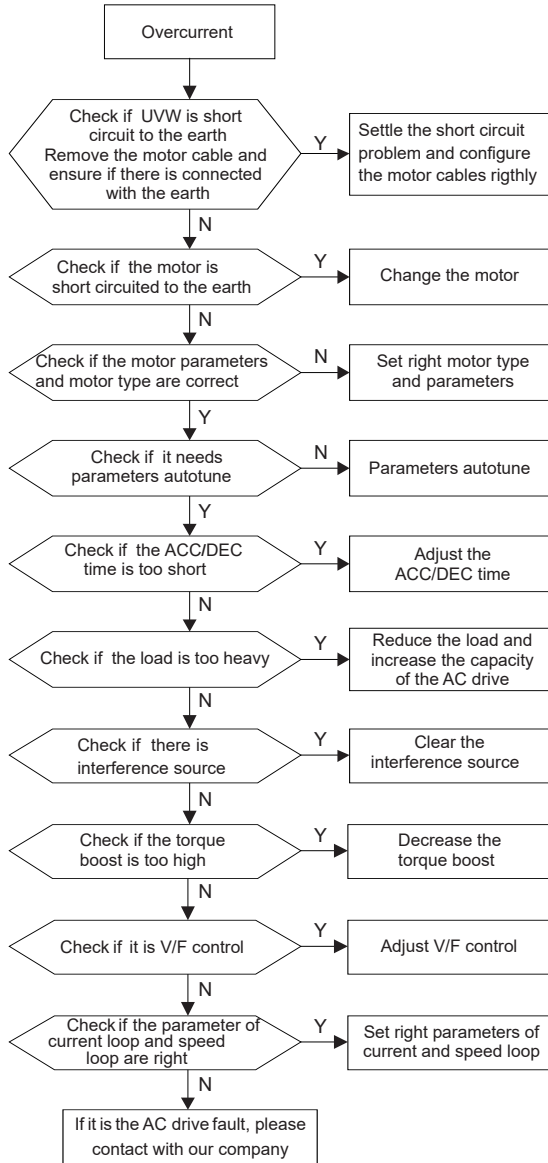 Overcurrent
Check if UVW is short
circuit to the earth
Remove the motor cable and
ensure if there is connected
with the earth
Y
Settle the short circuit
problem and configure
the motor cables rigthly
N
Check if the motor is
short circuited to the earth
Y
Change the motor
N
Check if the motor parameters
and motor type are correct
N
Set right motor type
and parameters
Y
Check if it needs
parameters autotune
N
Parameters autotune
Y
Check if the ACC/DEC
time is too short
Y
Adjust the
ACC/DEC time
N
Check if the load is too heavy
Y
Reduce the load and
increase the capacity
of the AC drive
N
Check if there is
interference source
Y
Clear the
interference source
N
Check if the torque
boost is too high
Y
Decrease the
torque boost
N
Check if it is V/F control
Y
Adjust V/F control
N
Check if the parameter of
current loop and speed
loop are right
Y
Set right parameters of
current and speed loop
N
If it is the AC drive fault, please
contact with our company